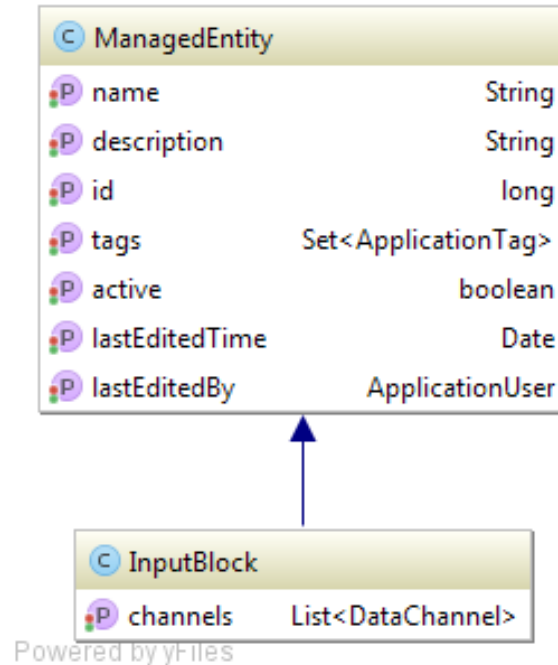 C ManagedEntity
P name String
P description String
P id long
P tags Set<ApplicationTag>
P active boolean
P lastEditedTime Date
P lastEditedBy ApplicationUser
C InputBlock
P channels List<DataChannel>
Powered by yFiles